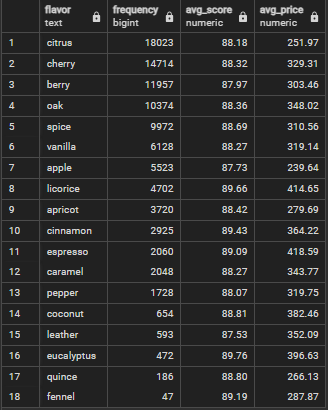 flavor frequency avg_score avg_price
text bigint numeric numeric
1 citrus 18023 88.18 251.97
2 cherry 14714 88.32 329.31
3 berry 11957 87.97 303.46
4 oak 10374 88.36 348.02
5 spice 9972 88.69 310.56
6 vanilla 6128 88.27 319.14
7 apple 5523 87.73 239.64
8 licorice 4702 89.66 414.65
9 apricot 3720 88.42 279.69
10 cinnamon 2925 89.43 364.22
11 espresso 2060 89.09 418.59
12 caramel 2048 88.27 343.77
13 pepper 1728 88.07 319.75
14 coconut 654 88.81 382.46
15 leather 593 87.53 352.09
16 eucalyptus 472 89.76 396.63
17 quince 186 88.80 266.13
18 fennel 47 89.19 287.87